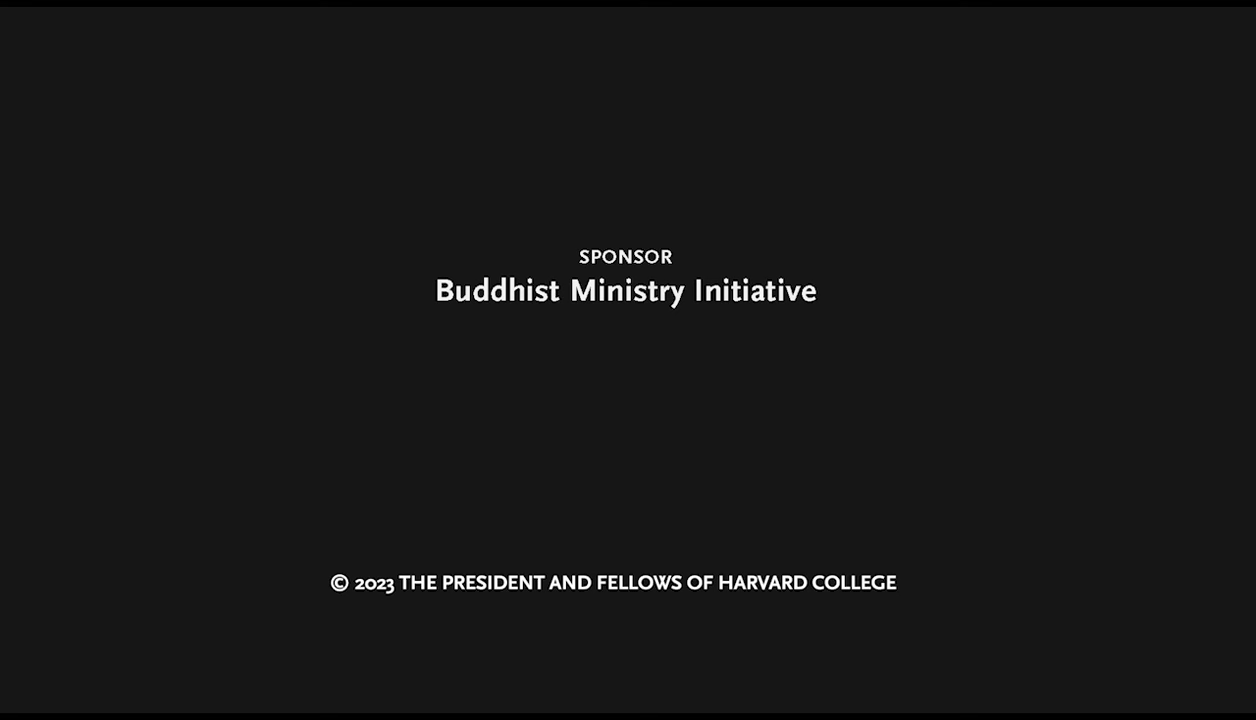 SPONSOR
Buddhist Ministry Initiative
© 2023 THE PRESIDENT AND FELLOWS OF HARVARD COLLEGE